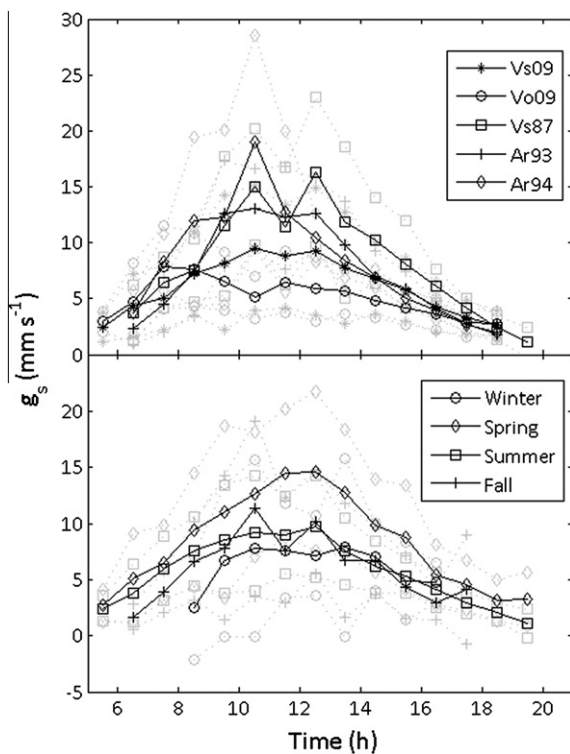 30
25
20
15
10
5
0
Vs09
Vo09
Vs87
Ar93
Ar94
gs (mm s-1)
20
15
10
5
0
-5
Winter
Spring
Summer
Fall
6 8 10 12 14 16 18 20
Time (h)